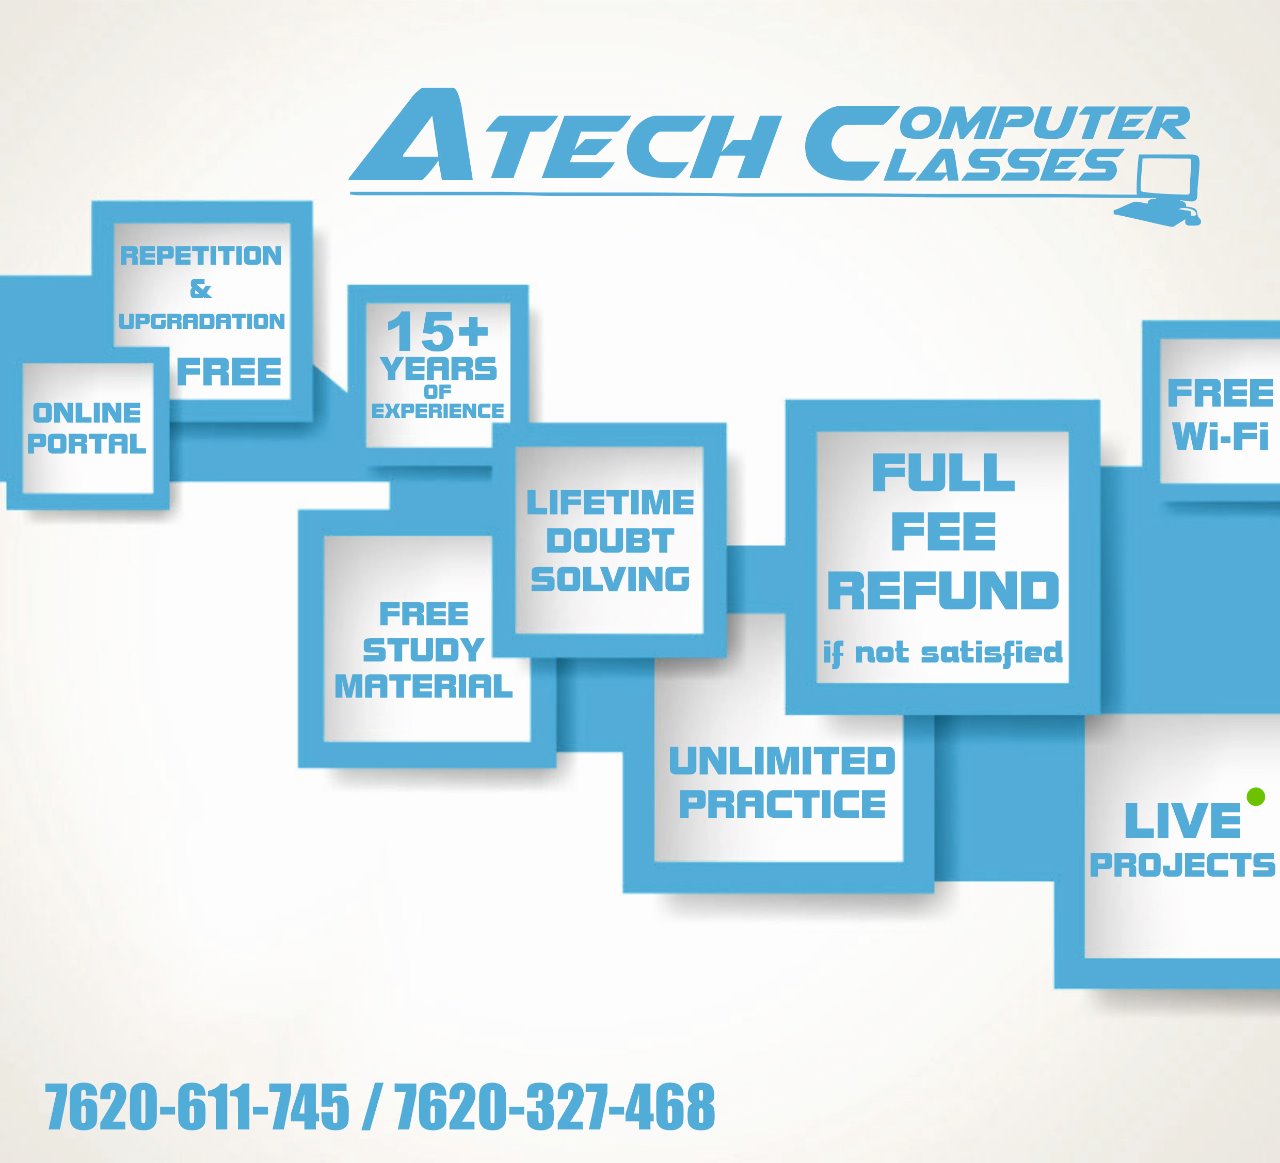 ATECH COMPUTER
CLASSES
REPETITION
&
UPGRADATION
FREE
ONLINE
PORTAL
15+
YEARS
OF
EXPERIENCE
FREE
Wi-Fi
LIFETIME
DOUBT
SOLVING
FULL
FEE
REFUND
if not satisfied
FREE
STUDY
MATERIAL
UNLIMITED
PRACTICE
LIVE
PROJECTS
7620-611-745 / 7620-327-468